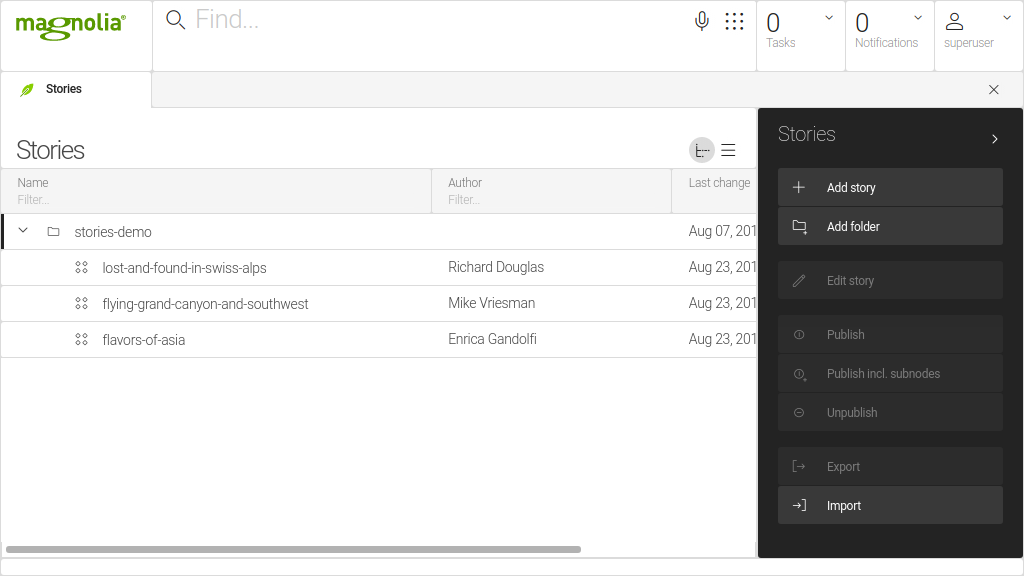 magnolia®
Find...
0
Tasks
0
Notifications
superuser
Stories
Stories
Name
Filter...
Author
Filter...
Last change
stories-demo
Aug 07, 201
lost-and-found-in-swiss-alps
Richard Douglas
Aug 23, 201
flying-grand-canyon-and-southwest
Mike Vriesman
Aug 23, 201
flavors-of-asia
Enrica Gandolfi
Aug 23, 201
Stories
Add story
Add folder
Edit story
Publish
Publish incl. subnodes
Unpublish
Export
Import